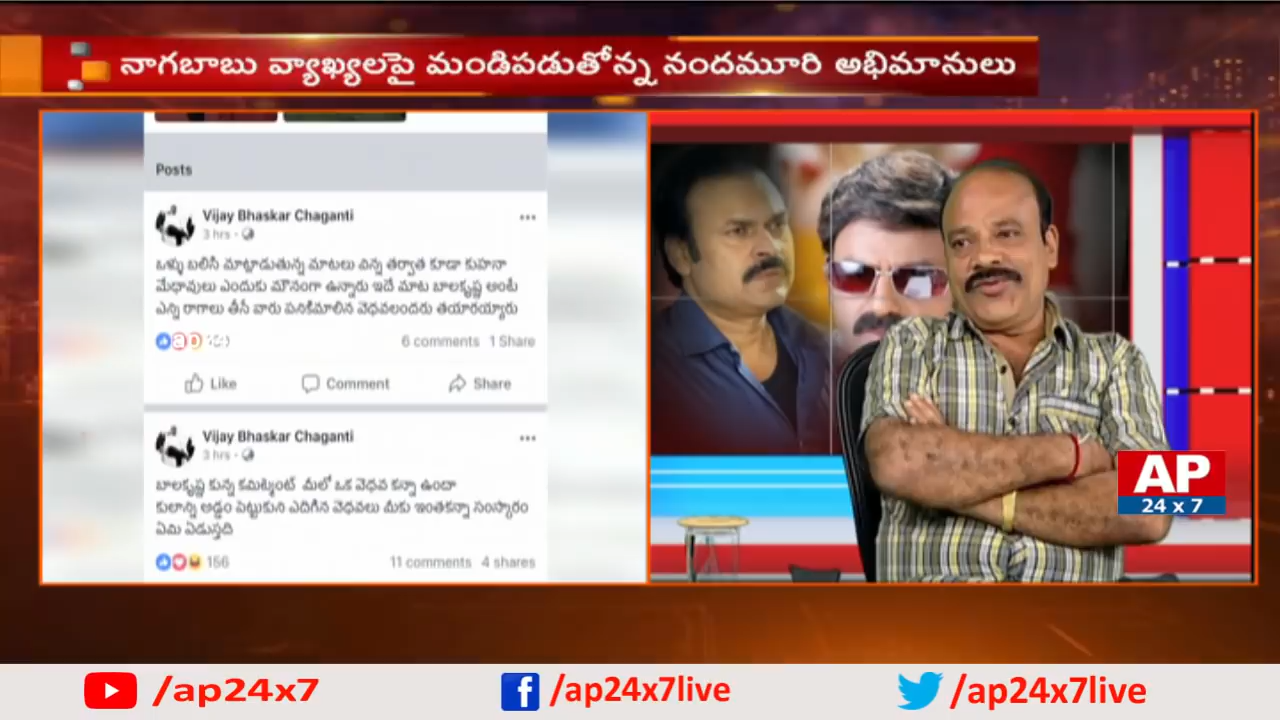 నాగబాబు వ్యాఖ్యలపై మండిపడుతోన్న నందమూరి అభిమానులు
Posts
Vijay Bhaskar Chaganti
3 hrs ·
ఒళ్ళు బలిసి మాట్లాడుతున్న మాటలు విన్న తర్వాత కూడా కుహనా
మేధావులు ఎందుకు మౌనంగా ఉన్నారు ఇదే మాట బాలకృష్ణ అంటే
ఎన్ని రాగాలు తీసే వారు పనికిమాలిన వెధవలందరు తయారయ్యారు
6 comments 1 Share
Like Comment Share
Vijay Bhaskar Chaganti
3 hrs ·
బాలకృష్ణ కున్న కమిట్మెంట్ మీలో ఒక వెధవ కన్నా ఉందా
కులాన్ని అడ్డం పెట్టుకుని ఎదిగిన వెధవలు మీకు ఇంతకన్నా సంస్కారం
ఏమి ఏడుస్తది
156 11 comments 4 shares
AP
24 x 7
/ap24x7 /ap24x7live /ap24x7live